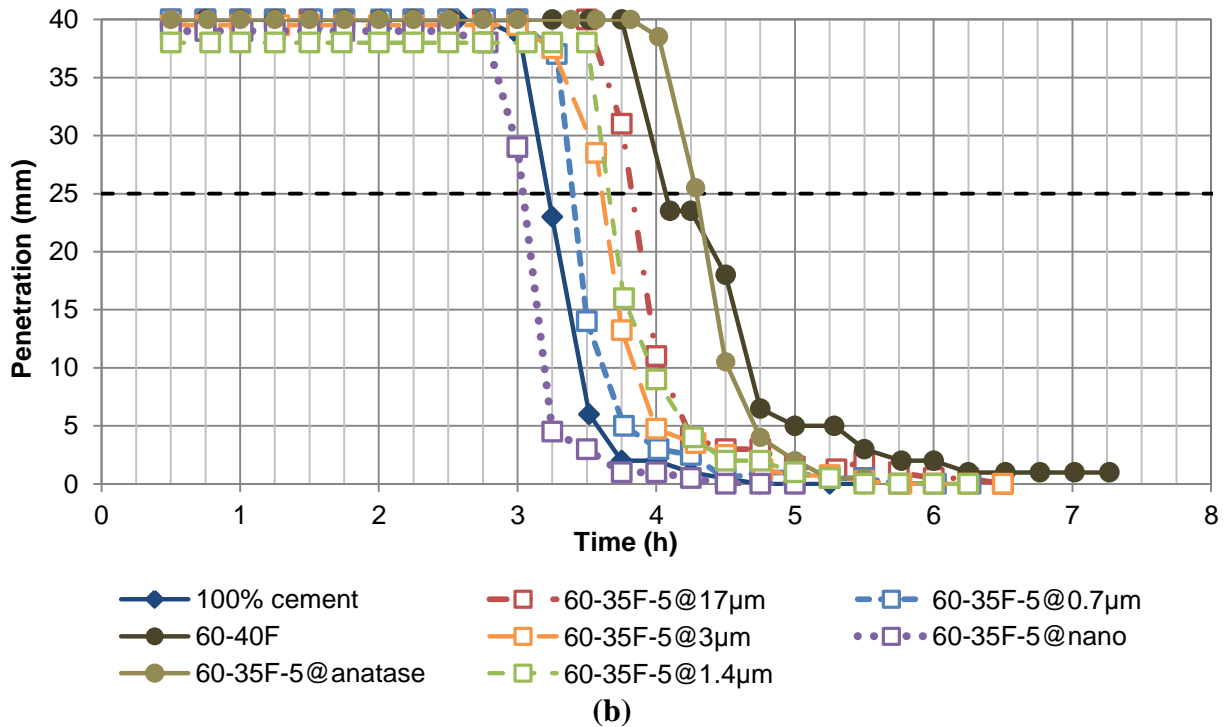 Penetration (mm)
40
35
30
25
20
15
10
5
0
0 1 2 3 4 5 6 7 8
Time (h)
100% cement 60-35F-5@17µm 60-35F-5@0.7µm
60-40F 60-35F-5@3µm 60-35F-5@nano
60-35F-5@anatase 60-35F-5@1.4µm
(b)